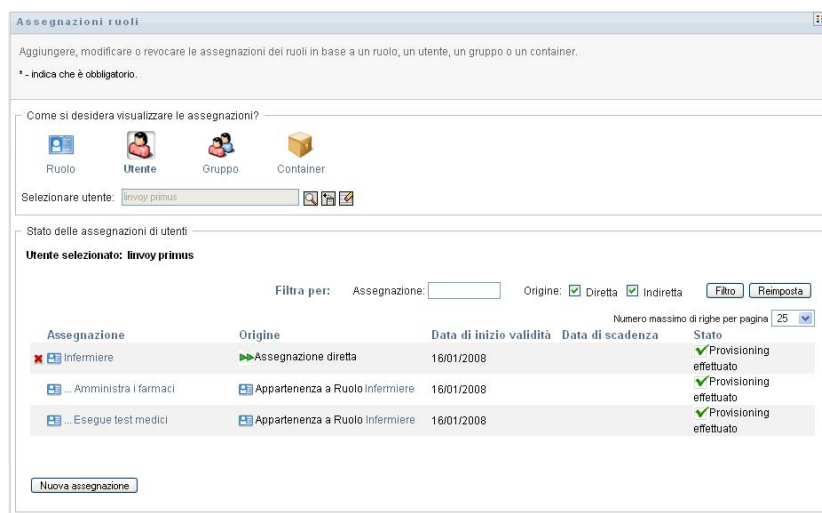 Assegnazioni ruoli
Aggiungere, modificare o revocare le assegnazioni dei ruoli in base a un ruolo, un utente, un gruppo o un container.
* - indica che è obbligatorio.
Come si desidera visualizzare le assegnazioni?
Ruolo Utente Gruppo Container
Selezionare utente: linvoy primus
Stato delle assegnazioni di utenti
Utente selezionato: linvoy primus
Filtra per: Assegnazione: Origine: Diretta Indiretta Filtro Reimposta
Numero massimo di righe per pagina 25
Assegnazione Origine Data di inizio validità Data di scadenza Stato
Infermiere Assegnazione diretta 16/01/2008 Provisioning
effettuato
... Amministra i farmaci Appartenenza a Ruolo Infermiere 16/01/2008 Provisioning
effettuato
... Esegue test medici Appartenenza a Ruolo Infermiere 16/01/2008 Provisioning
effettuato
Nuova assegnazione